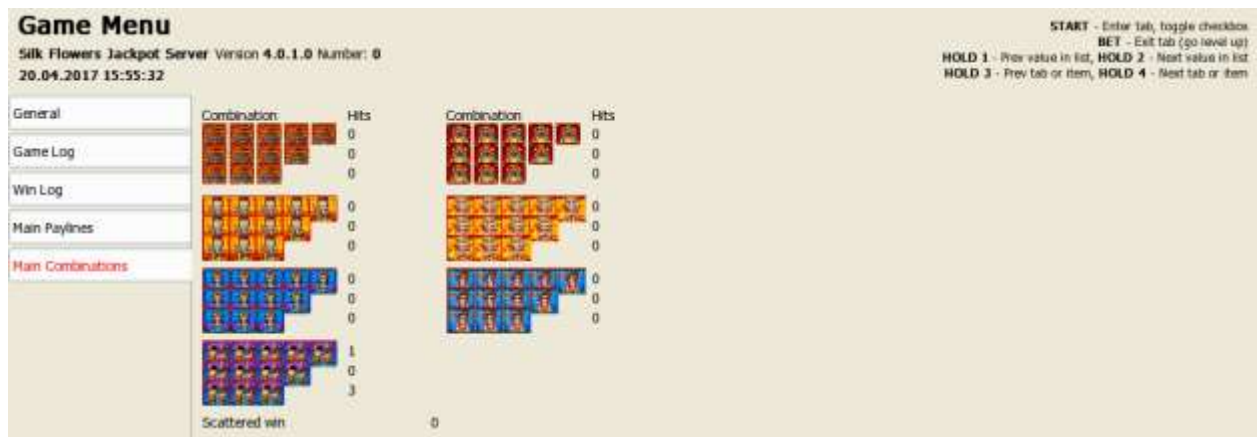 Game Menu
Silk Flowers Jackpot Server Version 4.0.1.0 Number: 0
20.04.2017 15:55:32
START - Enter tab, toggle checkbox
BET - Exit tab (go level up)
HOLD 1 - Prev value in list, HOLD 2 - Next value in list
HOLD 3 - Prev tab or item, HOLD 4 - Next tab or item
General
Game Log
Win Log
Main Paylines
Main Combinations
Combination Hits
0
0
0
0
0
0
0
0
0
1
0
3
Combination Hits
0
0
0
0
0
0
0
0
0
Scattered win 0